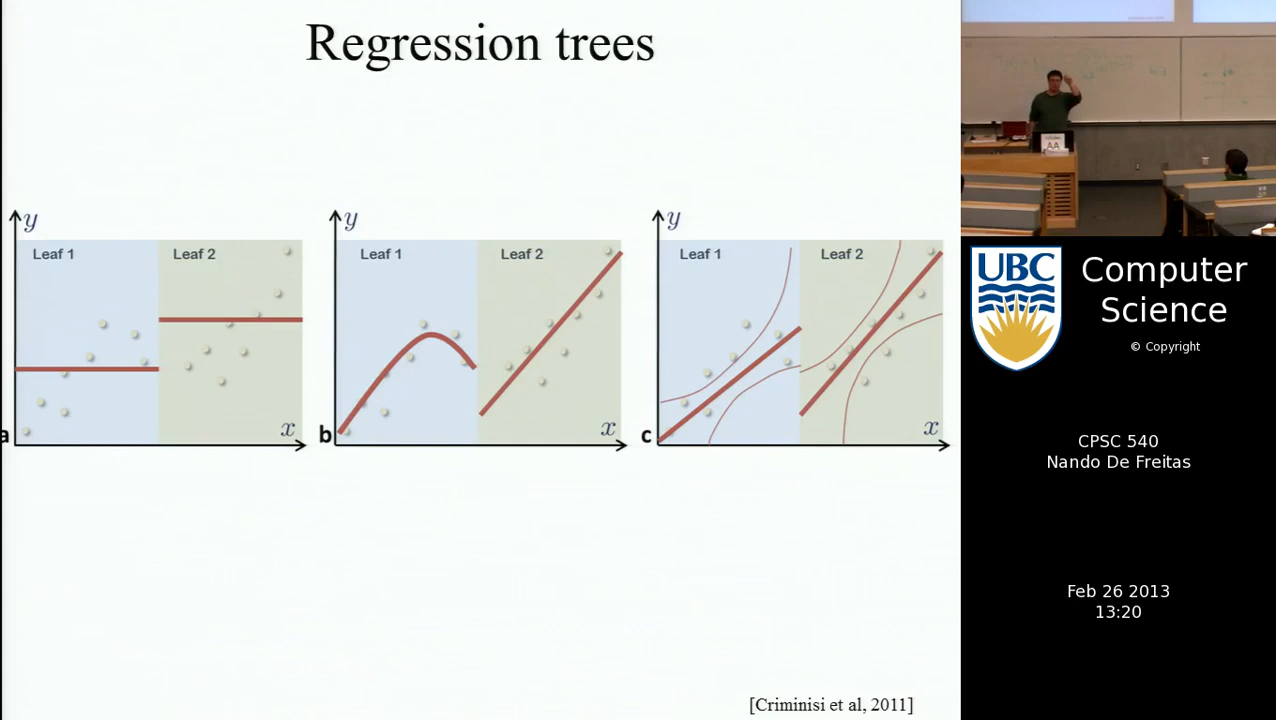 Regression trees
y
Leaf 1
Leaf 2
x
a
y
Leaf 1
Leaf 2
x
b
y
Leaf 1
Leaf 2
x
c
[Criminisi et al, 2011]
AA
UBC
Computer
Science
© Copyright
CPSC 540
Nando De Freitas
Feb 26 2013
13:20